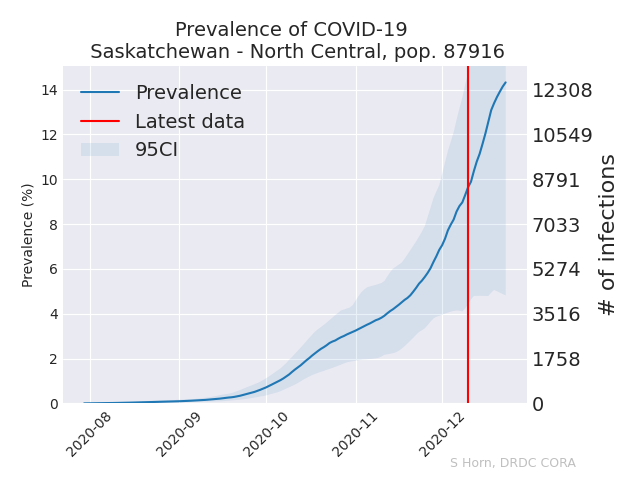 Prevalence of COVID-19
Saskatchewan - North Central, pop. 87916
Prevalence
Latest data
95CI
Prevalence (%)
14
12
10
8
6
4
2
0
12308
10549
8791
7033
5274
3516
1758
0
# of infections
2020-08
2020-09
2020-10
2020-11
2020-12
S Horn, DRDC CORA